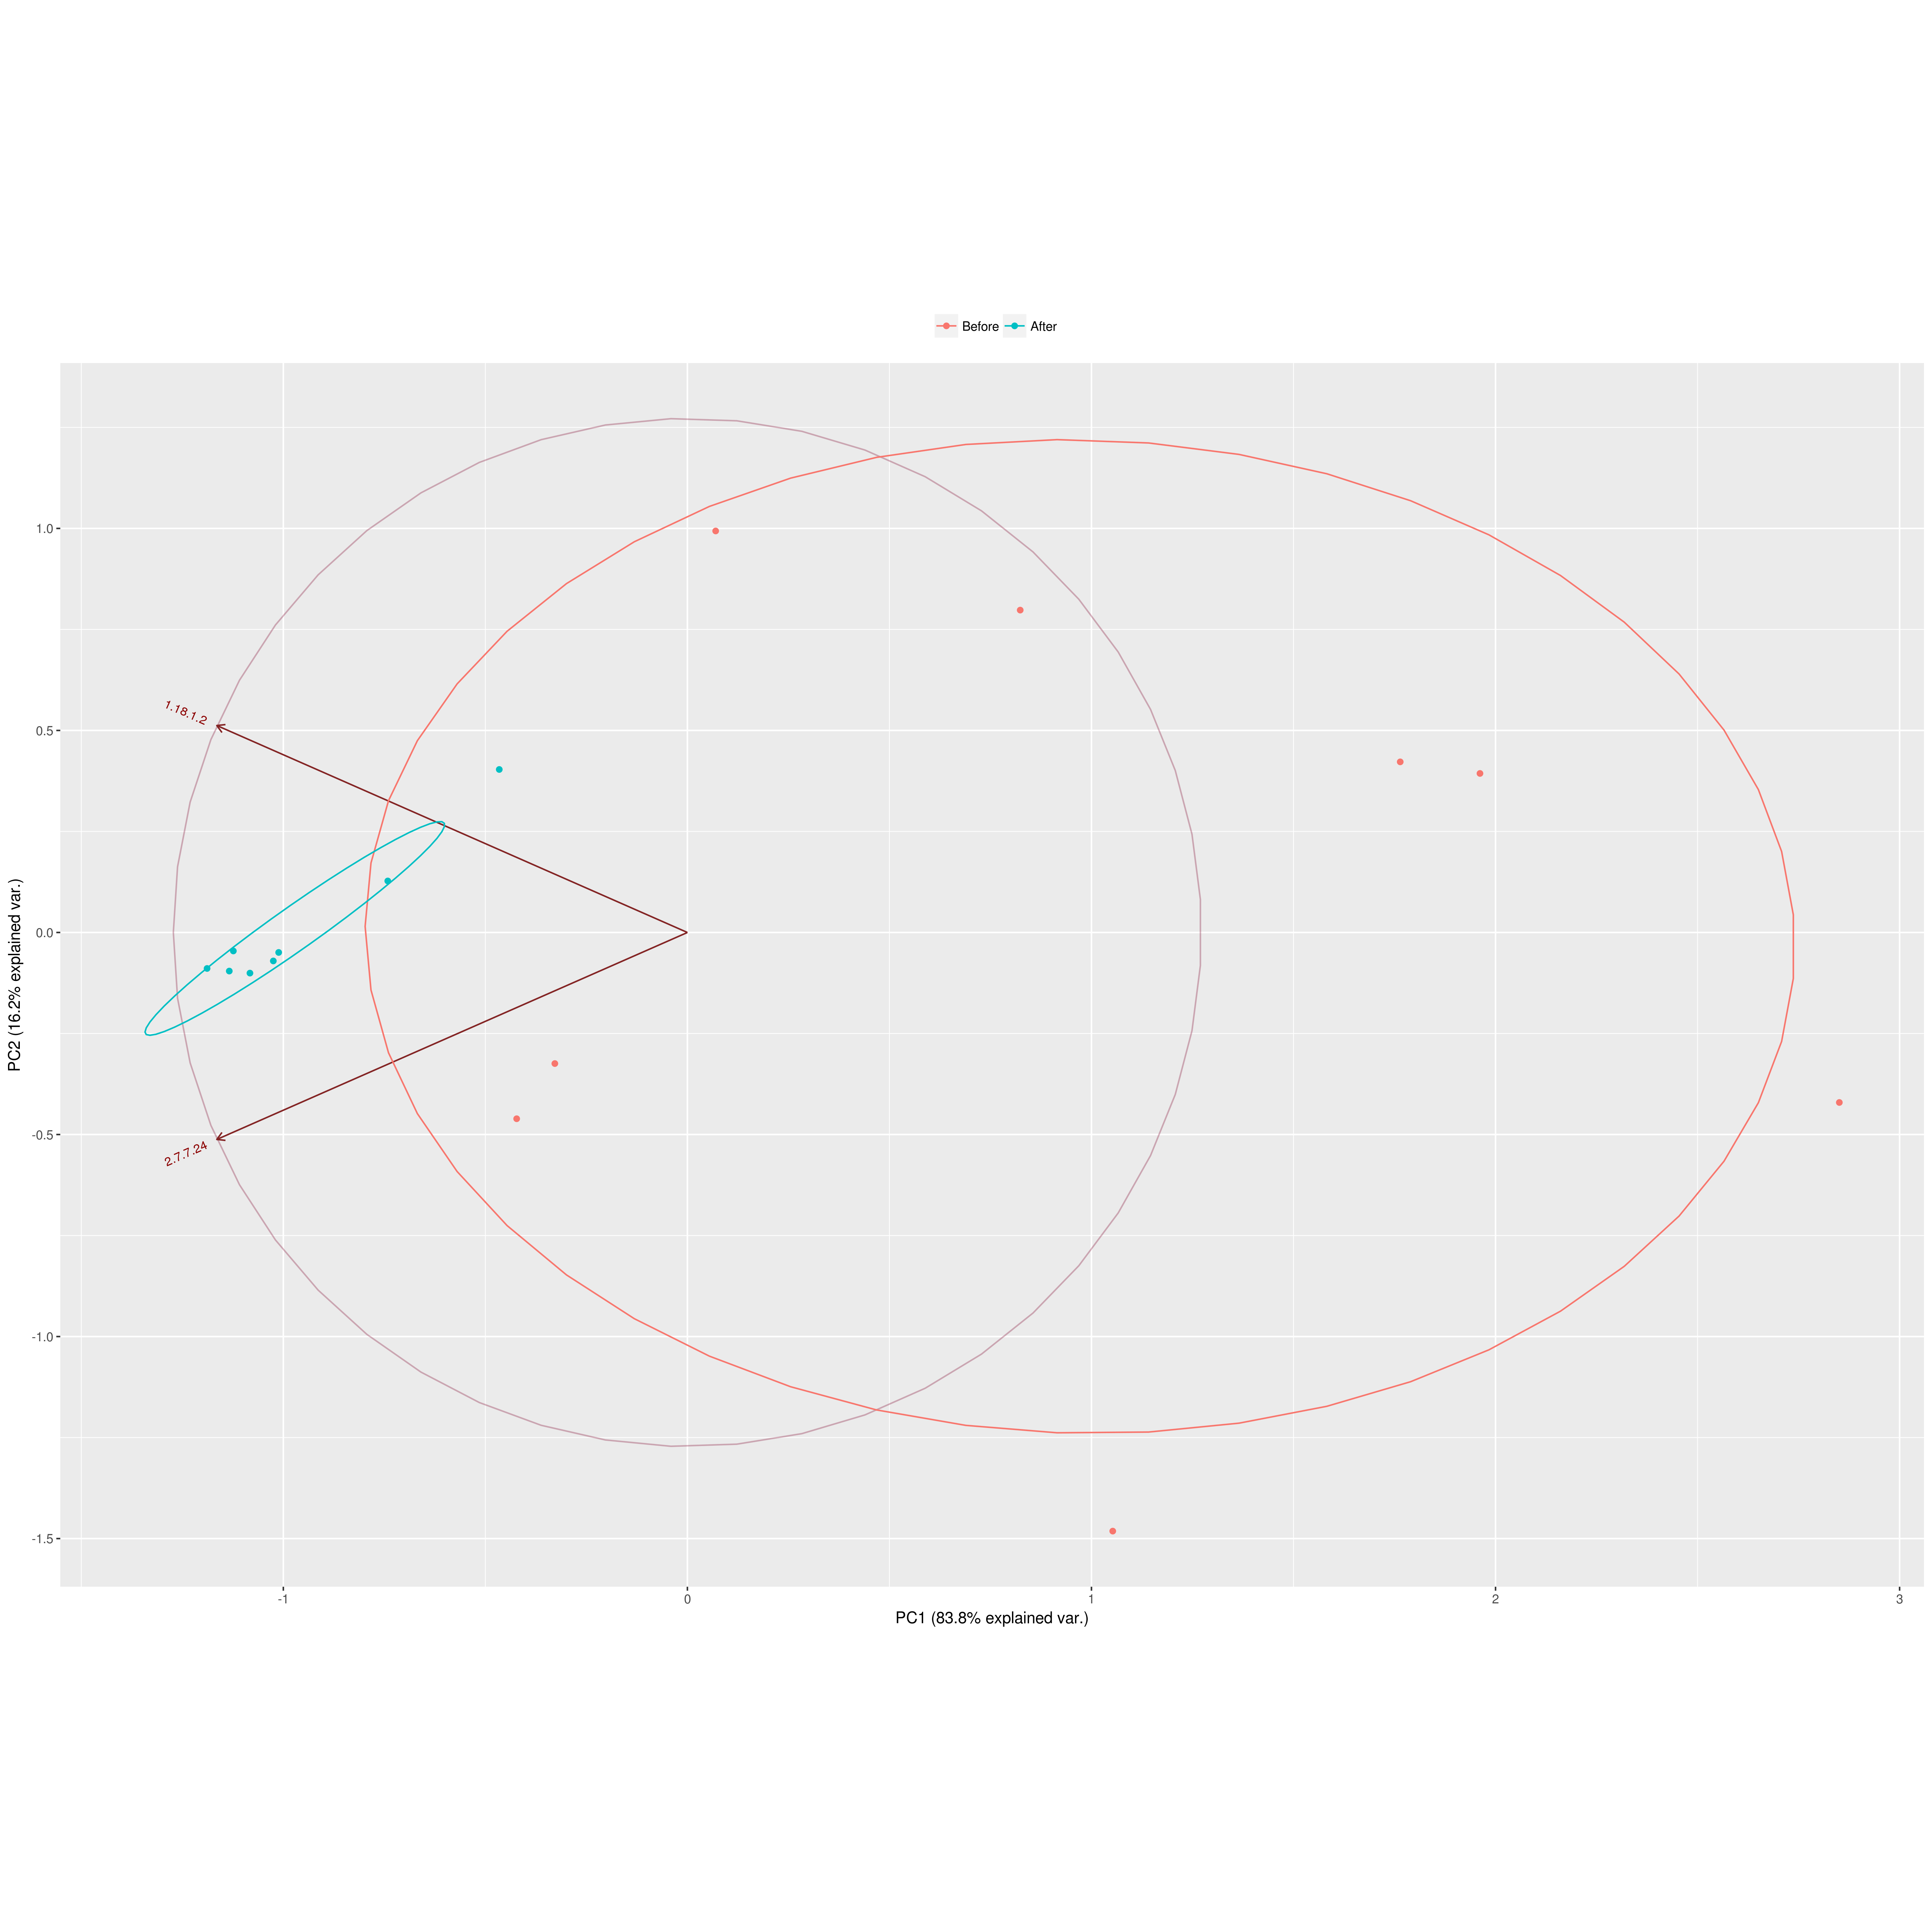 Before After
1.0
0.5
0.0
-0.5
-1.0
-1.5
1.18.1.2
2.7.7.24
-1 0 1 2 3
PC1 (83.8% explained var.)
PC2 (16.2% explained var.)